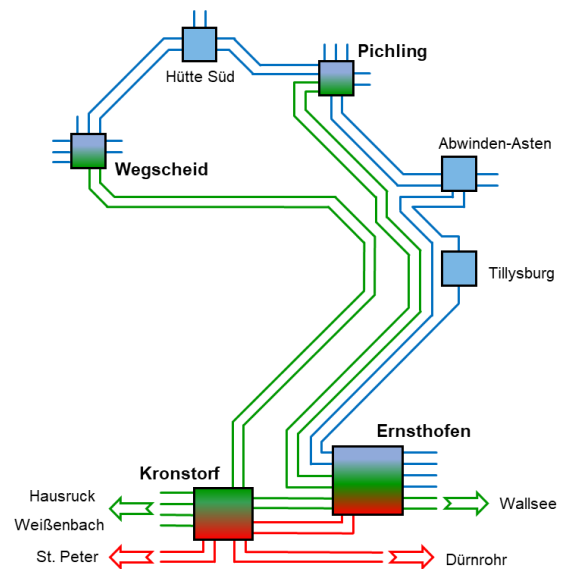 Pichling
Hütte Süd
Abwinden-Asten
Wegscheid
Tillysburg
Ernsthofen
Kronstorf
Hausruck
Wallsee
Weißenbach
St. Peter
Dürnrohr